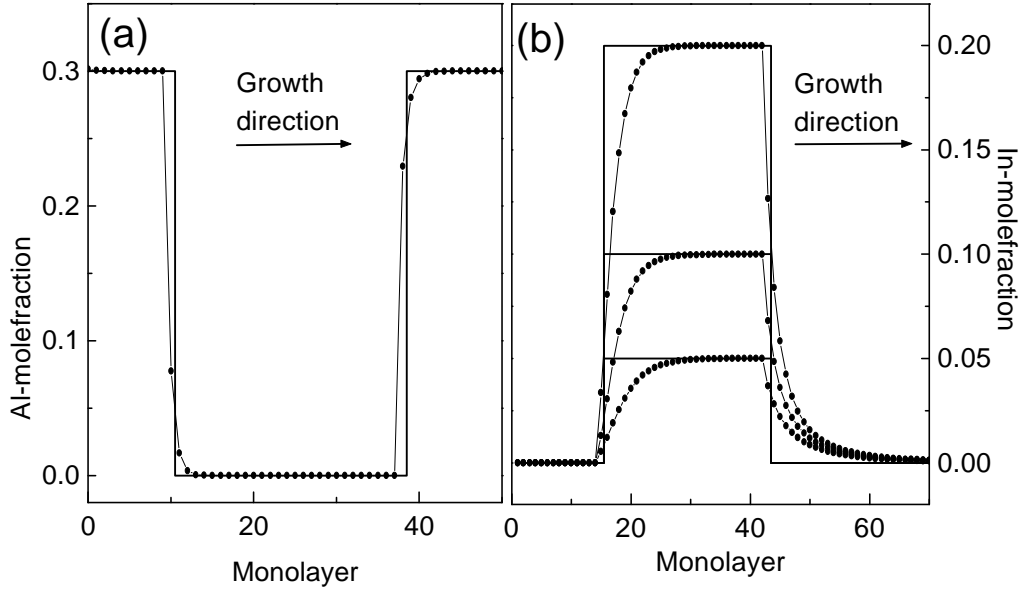 (a)
Growth
direction
Al-molefraction
0.3
0.2
0.1
0.0
0
20
40
Monolayer
(b)
Growth
direction
In-molefraction
0.20
0.15
0.10
0.05
0.00
0
20
40
60
Monolayer